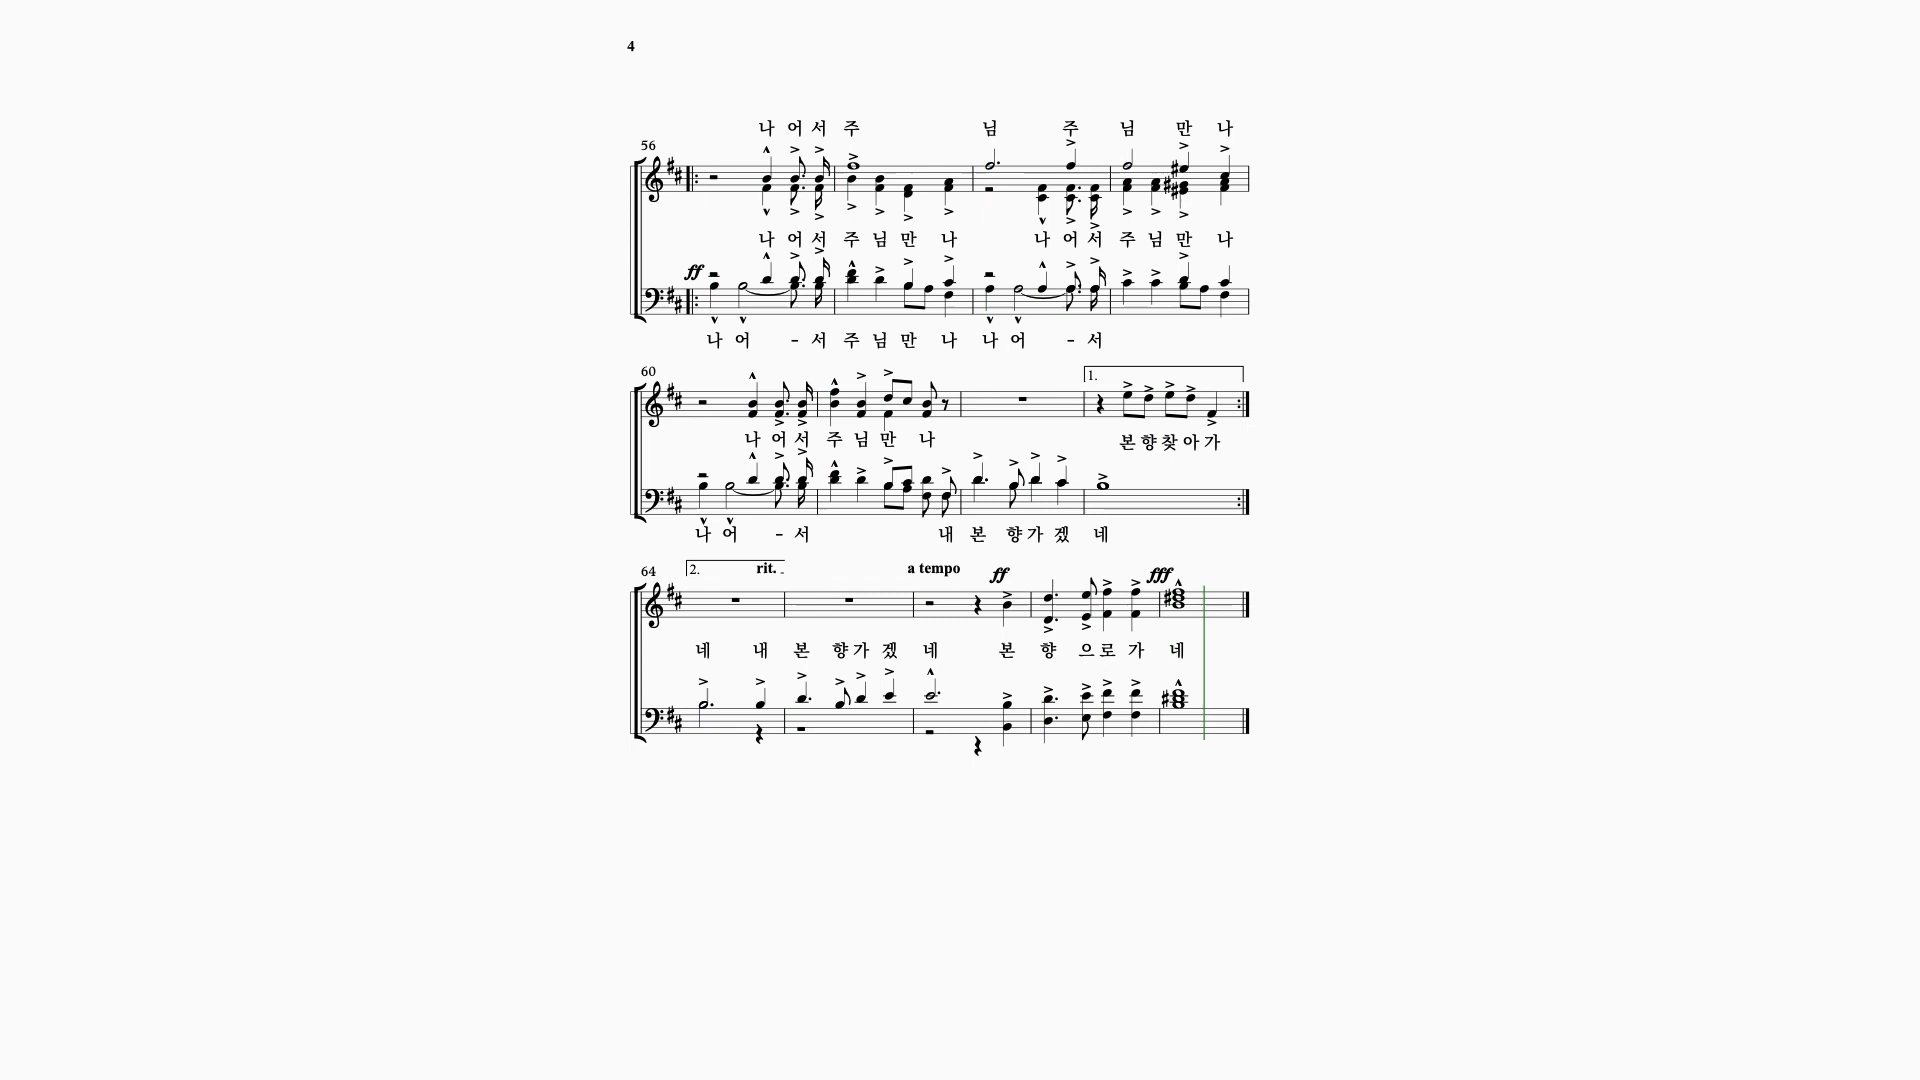 4
나 어 서 주 님 주 님 만 나
56
나 어 서 주 님 만 나 나 어 서 주 님 만 나
ff
나 어 - 서 주 님 만 나 나 어 - 서
60
1.
나 어 서 주 님 만 나 본 향 찾 아 가
나 어 - 서 내 본 향 가 겠 네
64
2. rit. - a tempo ff fff
네 내 본 향 가 겠 네 본 향 으 로 가 네